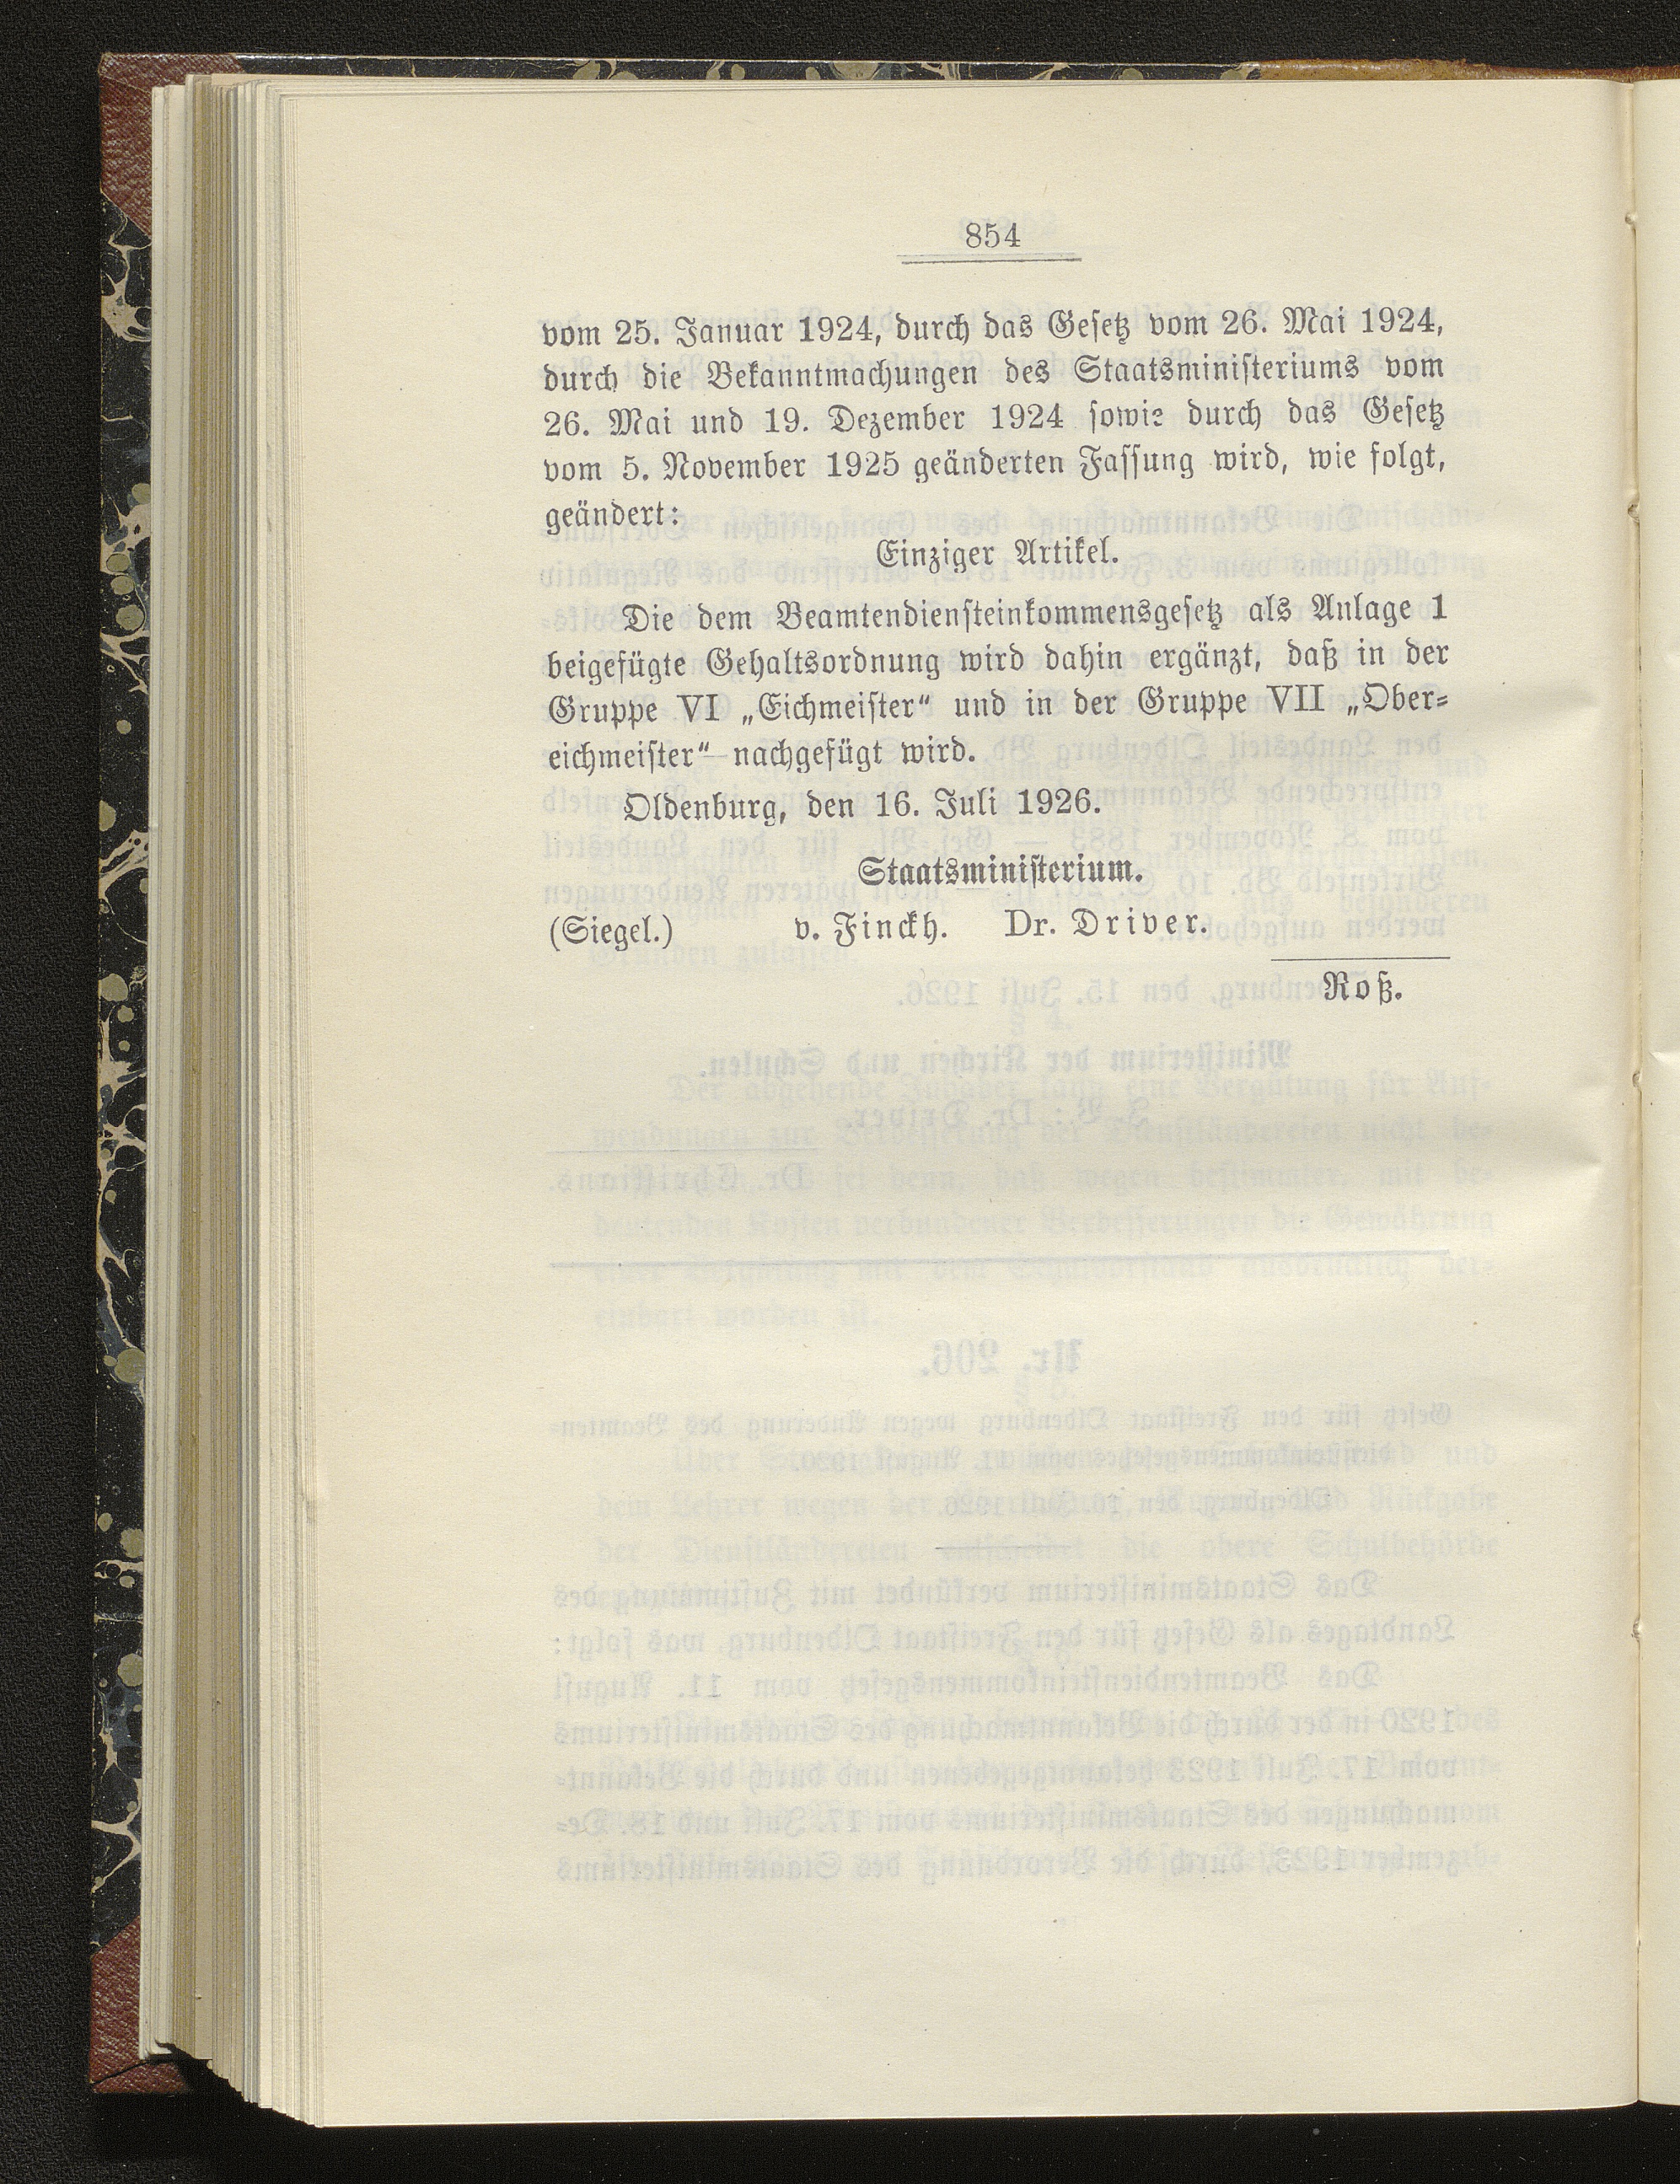 854
vom 25. Januar 1924, durch das Gesetz vom 26. Mai 1924,
durch die Bekanntmachungen des Staatsministeriums vom
26. Mai und 19. Dezember 1924 sowie durch das Gesetz
vom 5. November 1925 geänderten Fassung wird, wie folgt,
geändert:
Einziger Artikel.
Die dem Beamtendiensteinkommensgesetz als Anlage 1
beigefügte Gehaltsordnung wird dahin ergänzt, daß in der
Gruppe VI „Eichmeister“ und in der Gruppe VII „Ober-
eichmeister“ nachgefügt wird.
Oldenburg, den 16. Juli 1926.
Staatsministerium.
(Siegel.) v. Finckh. Dr. Driver.
Roß.